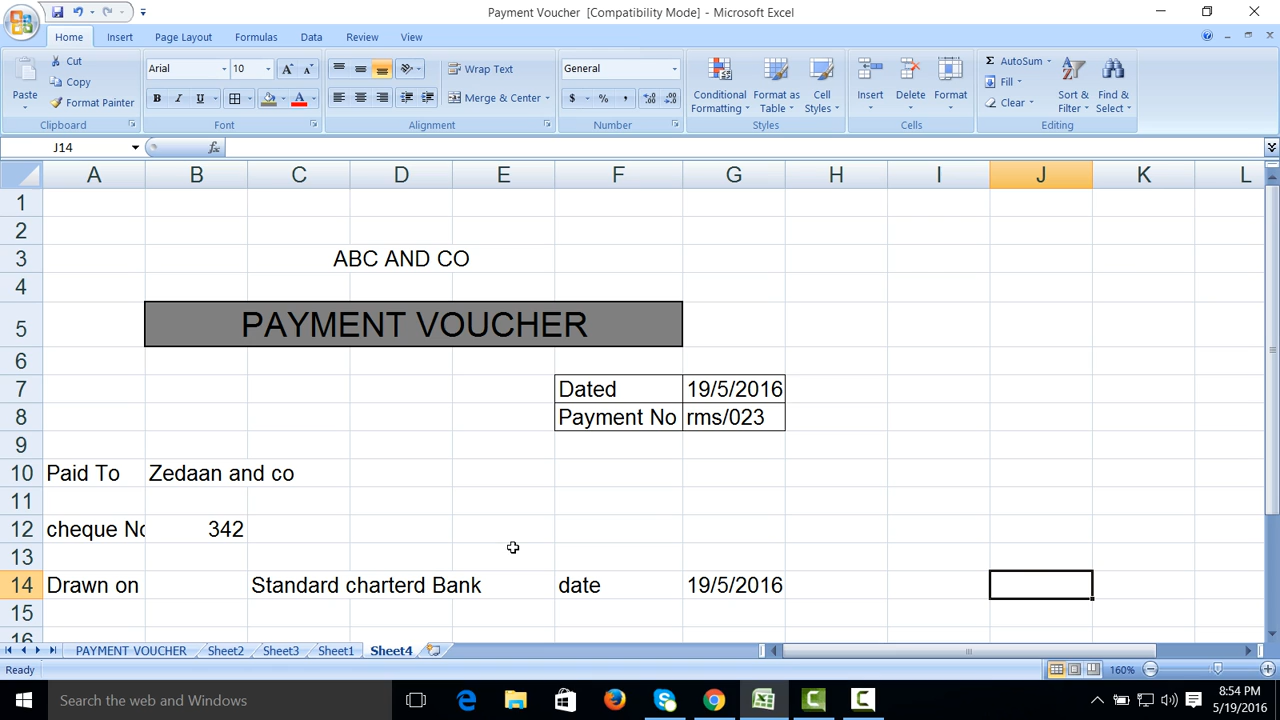 Payment Voucher [Compatibility Mode] - Microsoft Excel
Home Insert Page Layout Formulas Data Review View
Paste
Cut
Copy
Format Painter
Clipboard
Arial 10
B I U
Font
Wrap Text
Merge & Center
Alignment
General
$ % ,
Number
Conditional Formatting
Format as Table
Cell Styles
Styles
Insert Delete Format
Cells
AutoSum
Fill
Clear
Sort & Filter
Find & Select
Editing
J14 fx
A B C D E F G H I J K L
1
2
3 ABC AND CO
4
5 PAYMENT VOUCHER
6
7 Dated 19/5/2016
8 Payment No rms/023
9
10 Paid To Zedaan and co
11
12 cheque No 342
13
14 Drawn on Standard charterd Bank date 19/5/2016
15
16
PAYMENT VOUCHER Sheet2 Sheet3 Sheet1 Sheet4
Ready 160%
Search the web and Windows
8:54 PM
5/19/2016